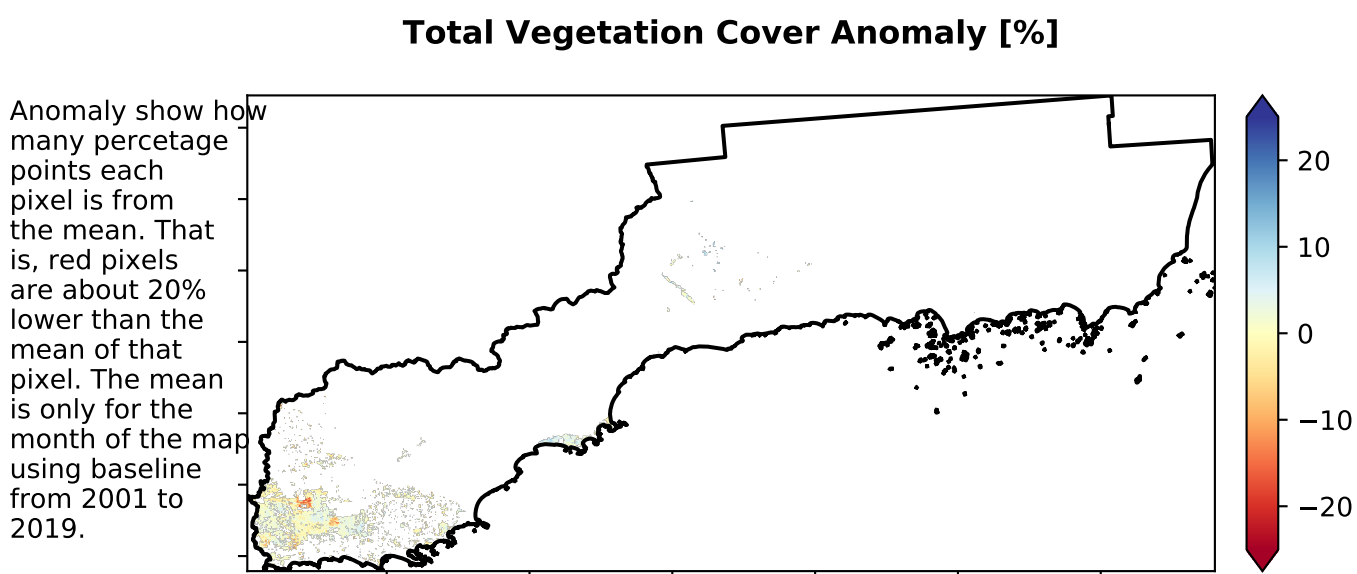 Total Vegetation Cover Anomaly [%]
Anomaly show how
many percetage
points each
pixel is from
the mean. That
is, red pixels
are about 20%
lower than the
mean of that
pixel. The mean
is only for the
month of the map
using baseline
from 2001 to
2019.
20
10
0
−10
−20